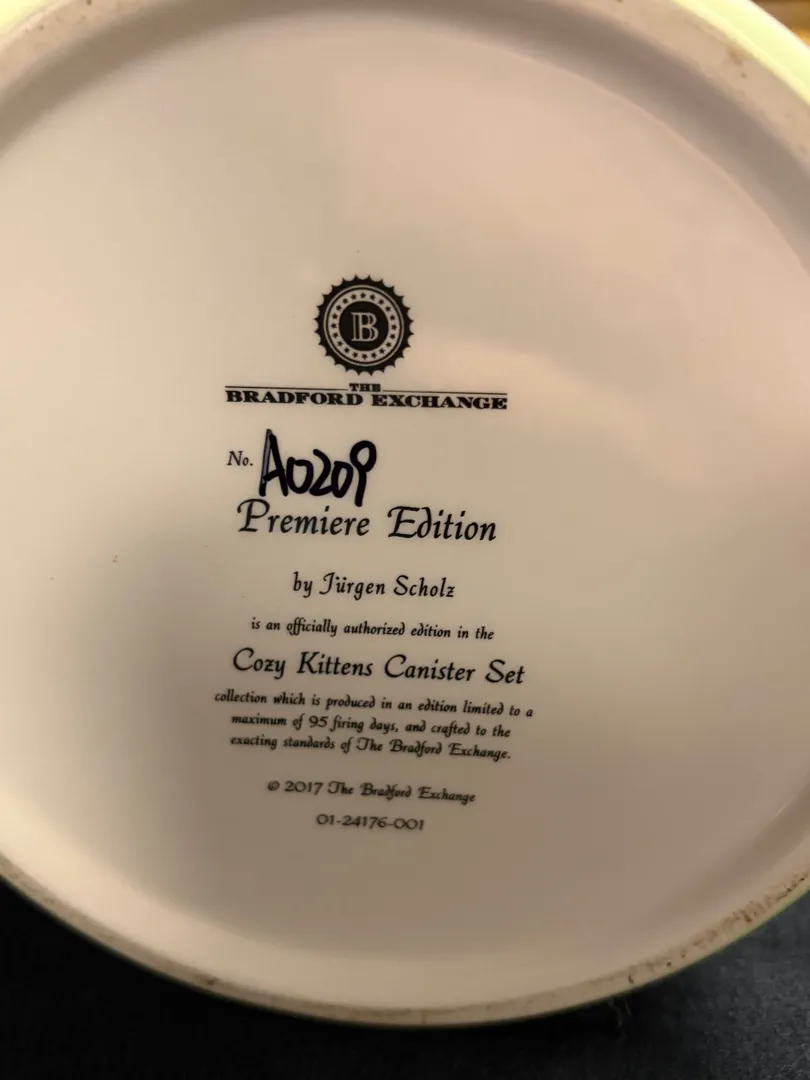 B
THE
BRADFORD EXCHANGE
No. A0209
Premiere Edition
by Jürgen Scholz
is an officially authorized edition in the
Cozy Kittens Canister Set
collection which is produced in an edition limited to a
maximum of 95 firing days, and crafted to the
exacting standards of The Bradford Exchange.
© 2017 The Bradford Exchange
01-24176-001